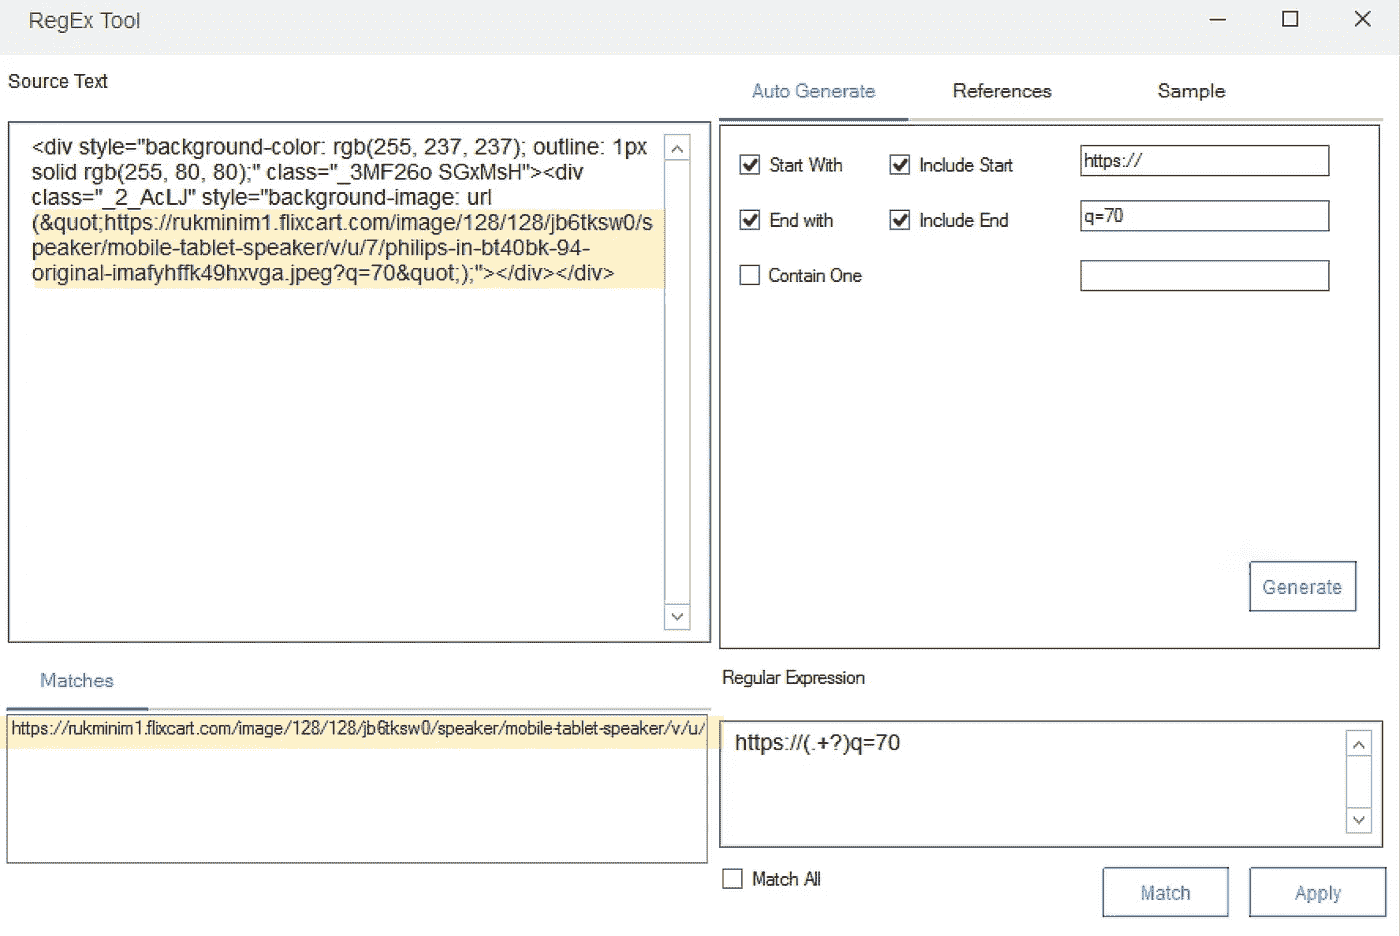 RegEx Tool
Source Text
Auto Generate
References
Sample
<div style="background-color: rgb(255, 237, 237); outline: 1px
solid rgb(255, 80, 80);" class="_3MF26o SGxMsH"><div
class="_2_AcLJ" style="background-image: url
(&quot;https://rukminim1.flixcart.com/image/128/128/jb6tksw0/s
peaker/mobile-tablet-speaker/v/u/7/philips-in-bt40bk-94-
original-imafyhffk49hxvga.jpeg?q=70&quot;);"></div></div>
Start With
Include Start
https://
End with
Include End
q=70
Contain One
Generate
Matches
https://rukminim1.flixcart.com/image/128/128/jb6tksw0/speaker/mobile-tablet-speaker/v/u/
Regular Expression
https://(.+?)q=70
Match All
Match
Apply